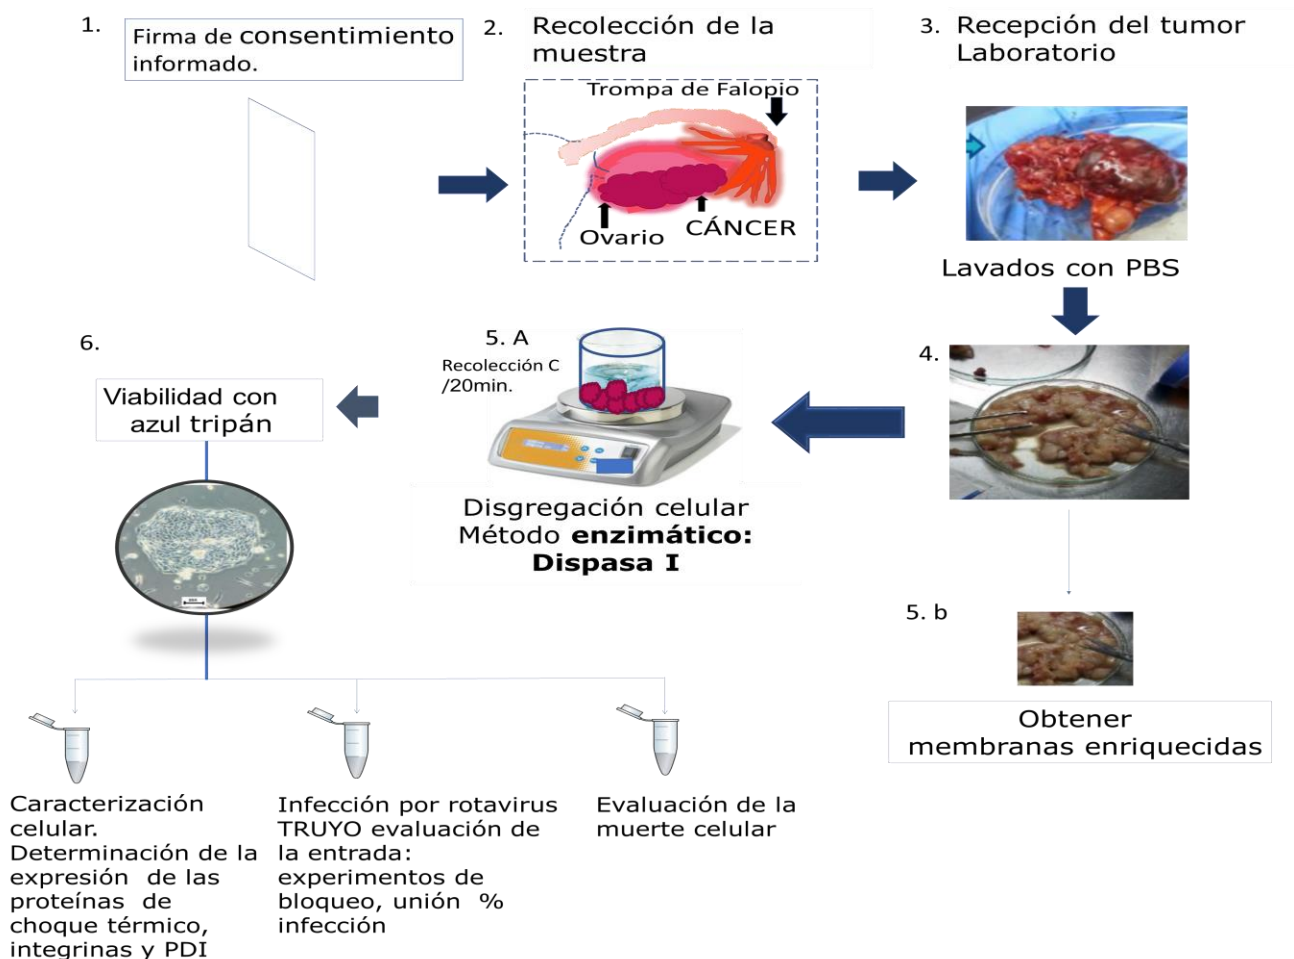 1.
Firma de consentimiento
informado.
2.
Recolección de la
muestra
Trompa de Falopio
Ovario
CÁNCER
3. Recepción del tumor
Laboratorio
Lavados con PBS
4.
5. A
Recolección C
/20min.
Disgregación celular
Método enzimático:
Dispasa I
5. b
Obtener
membranas enriquecidas
6.
Viabilidad con
azul tripán
Caracterización
celular.
Determinación de la
expresión de las
proteínas de
choque térmico,
integrinas y PDI
Infección por rotavirus
TRUYO evaluación de
la entrada:
experimentos de
bloqueo, unión %
infección
Evaluación de la
muerte celular